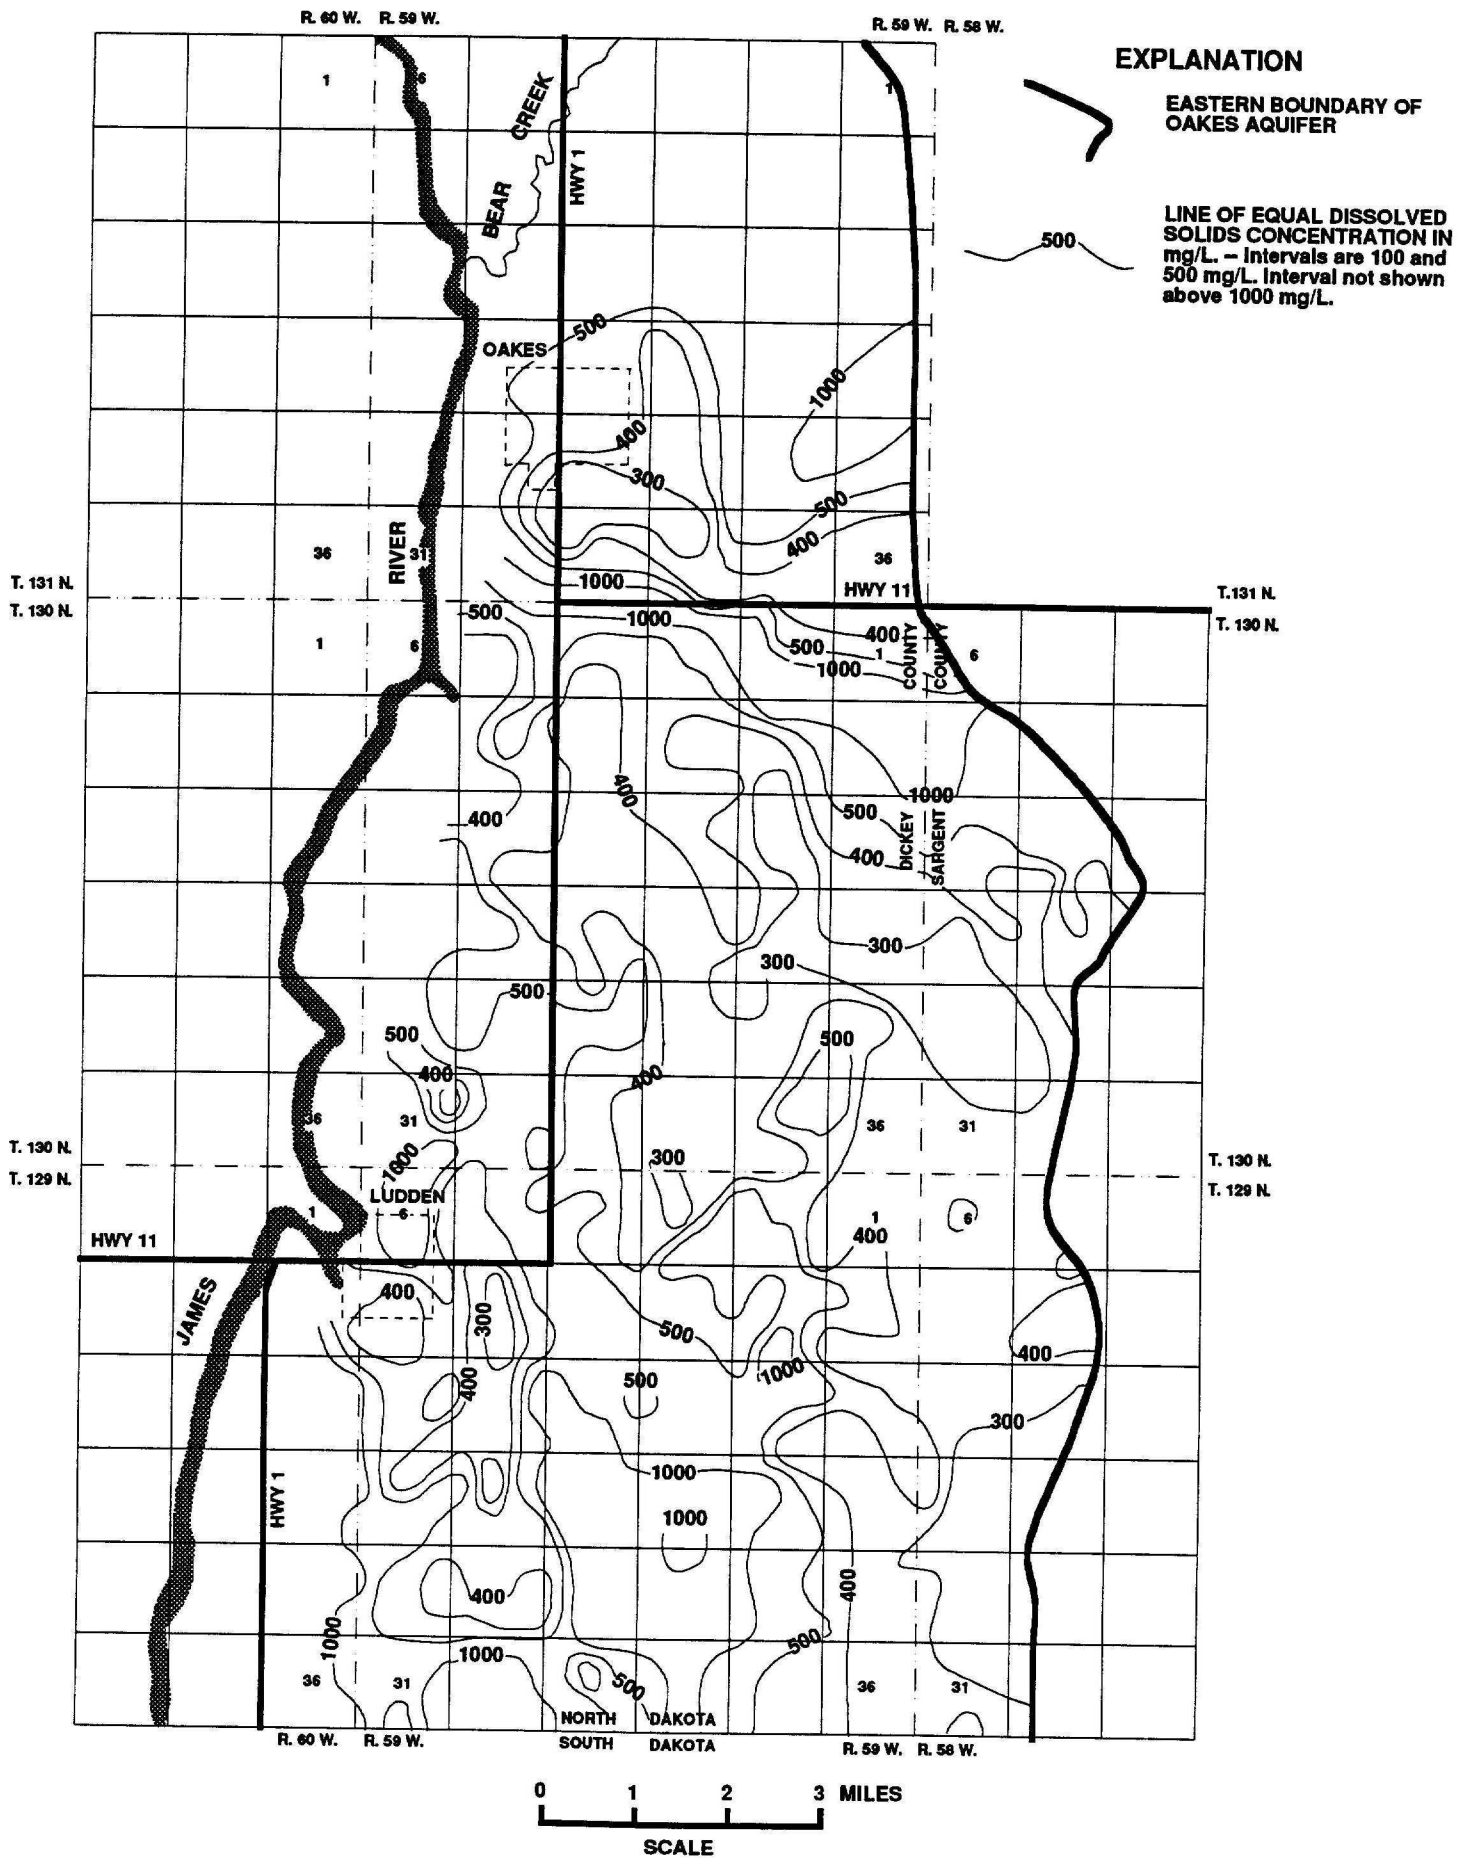 R. 60 W. R. 59 W.
R. 59 W. R. 58 W.
EXPLANATION
EASTERN BOUNDARY OF
OAKES AQUIFER
500
LINE OF EQUAL DISSOLVED
SOLIDS CONCENTRATION IN
mg/L. – Intervals are 100 and
500 mg/L. Interval not shown
above 1000 mg/L.
1
6
1
BEAR CREEK
HWY 1
500
OAKES
1000
400
300
500
400
RIVER
36
31
36
T. 131 N.
T. 130 N.
1000
HWY 11
T.131 N.
T. 130 N.
500
1000
400
1
6
500
1
6
1000
COUNTY
COUNTY
400
1000
500
400
400
DICKEY
SARGENT
300
300
500
500
500
400
400
36
31
36
31
T. 130 N.
T. 129 N.
1000
300
T. 130 N.
T. 129 N.
LUDDEN
1
6
1
6
HWY 11
400
JAMES
400
300
500
400
1000
400
500
300
1000
HWY 1
1000
400
400
1000
500
1000
36
31
500
36
31
NORTH DAKOTA
SOUTH DAKOTA
R. 60 W. R. 59 W.
R. 59 W. R. 58 W.
0 1 2 3 MILES
SCALE